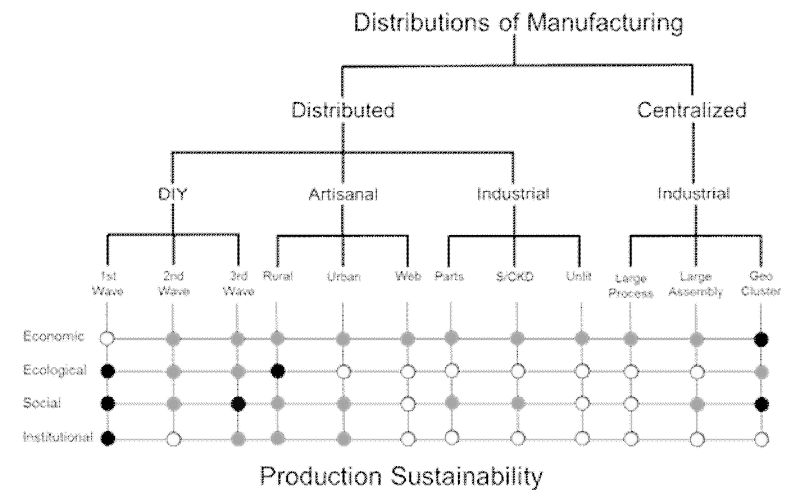 Distributions of Manufacturing
Distributed Centralized
DIY Artisanal Industrial Industrial
1st Wave 2nd Wave 3rd Wave Rural Urban Web Parts S/CKD Unlit Large Process Large Assembly Geo Cluster
Economic
Ecological
Social
Institutional
Production Sustainability